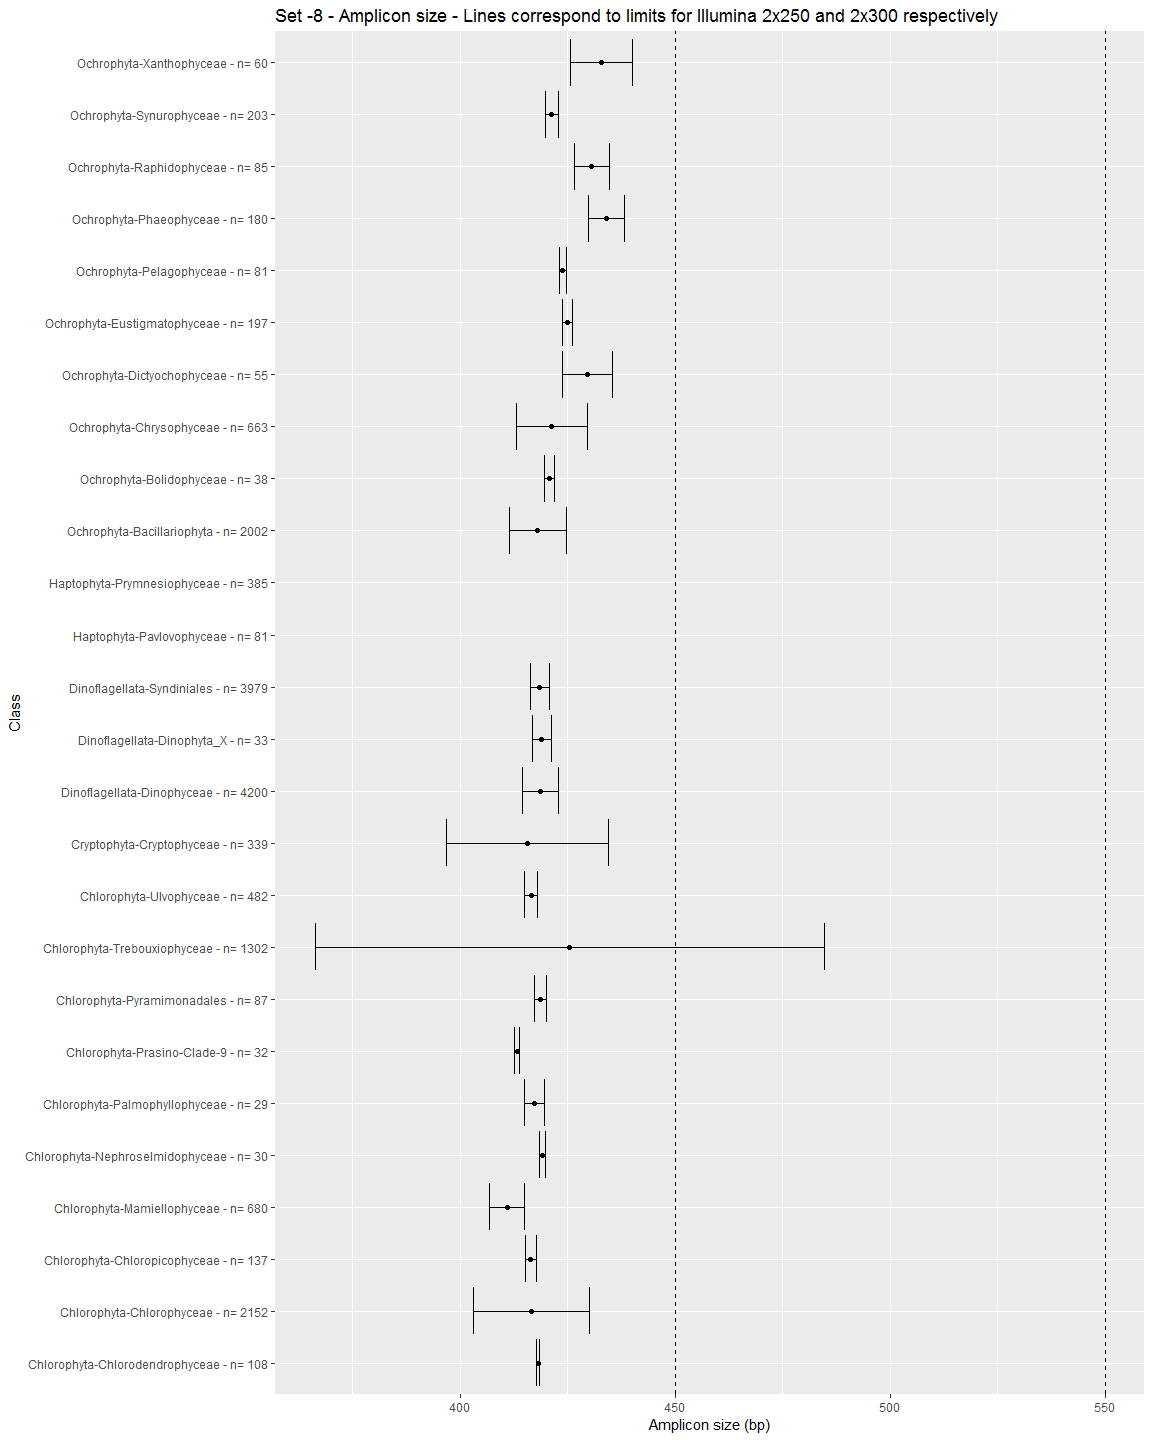 Set -8 - Amplicon size - Lines correspond to limits for Illumina 2x250 and 2x300 respectively
Ochrophyta-Xanthophyceae - n= 60
Ochrophyta-Synurophyceae - n= 203
Ochrophyta-Raphidophyceae - n= 85
Ochrophyta-Phaeophyceae - n= 180
Ochrophyta-Pelagophyceae - n= 81
Ochrophyta-Eustigmatophyceae - n= 197
Ochrophyta-Dictyochophyceae - n= 55
Ochrophyta-Chrysophyceae - n= 663
Ochrophyta-Bolidophyceae - n= 38
Ochrophyta-Bacillariophyta - n= 2002
Haptophyta-Prymnesiophyceae - n= 385
Haptophyta-Pavlovophyceae - n= 81
Dinoflagellata-Syndiniales - n= 3979
Dinoflagellata-Dinophyta_X - n= 33
Dinoflagellata-Dinophyceae - n= 4200
Cryptophyta-Cryptophyceae - n= 339
Chlorophyta-Ulvophyceae - n= 482
Chlorophyta-Trebouxiophyceae - n= 1302
Chlorophyta-Pyramimonadales - n= 87
Chlorophyta-Prasino-Clade-9 - n= 32
Chlorophyta-Palmophyllophyceae - n= 29
Chlorophyta-Nephroselmidophyceae - n= 30
Chlorophyta-Mamiellophyceae - n= 680
Chlorophyta-Chloropicophyceae - n= 137
Chlorophyta-Chlorophyceae - n= 2152
Chlorophyta-Chlorodendrophyceae - n= 108
Class
400 450 500 550
Amplicon size (bp)